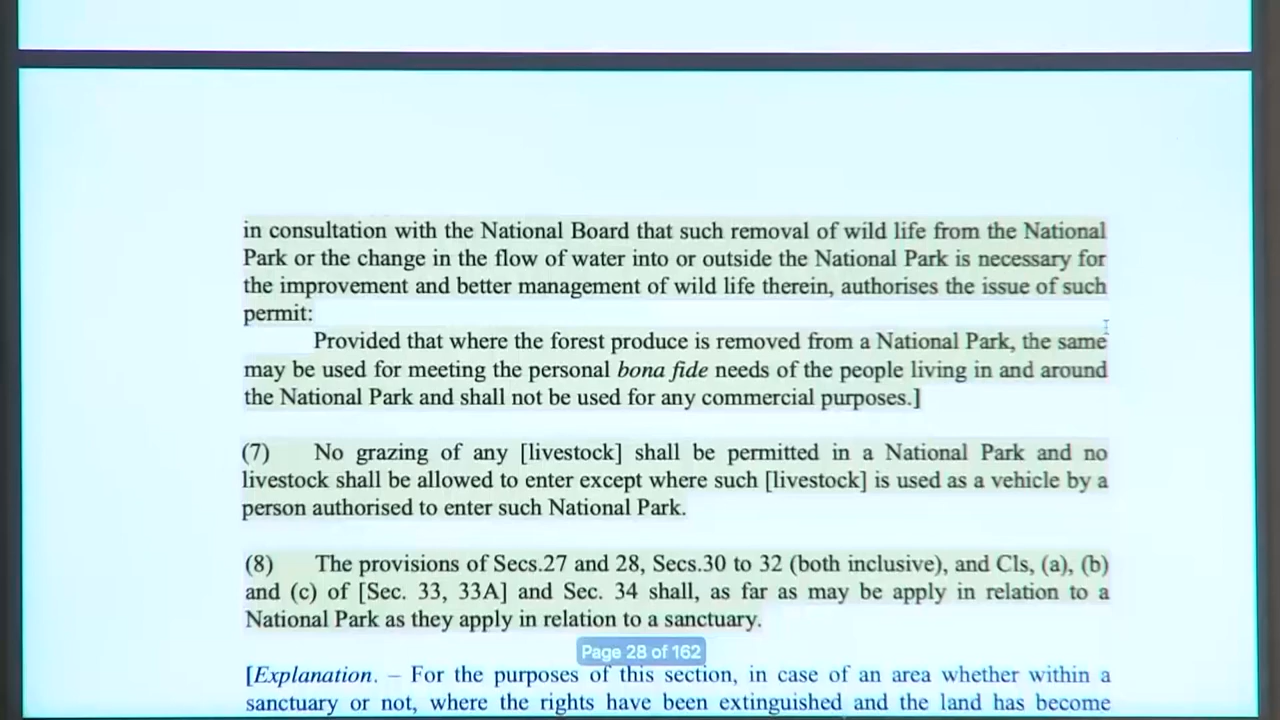 in consultation with the National Board that such removal of wild life from the National
Park or the change in the flow of water into or outside the National Park is necessary for
the improvement and better management of wild life therein, authorises the issue of such
permit:
Provided that where the forest produce is removed from a National Park, the same
may be used for meeting the personal bona fide needs of the people living in and around
the National Park and shall not be used for any commercial purposes.]
(7) No grazing of any [livestock] shall be permitted in a National Park and no
livestock shall be allowed to enter except where such [livestock] is used as a vehicle by a
person authorised to enter such National Park.
(8) The provisions of Secs.27 and 28, Secs.30 to 32 (both inclusive), and Cls, (a), (b)
and (c) of [Sec. 33, 33A] and Sec. 34 shall, as far as may be apply in relation to a
National Park as they apply in relation to a sanctuary.
Page 28 of 162
[Explanation. – For the purposes of this section, in case of an area whether within a
sanctuary or not, where the rights have been extinguished and the land has become